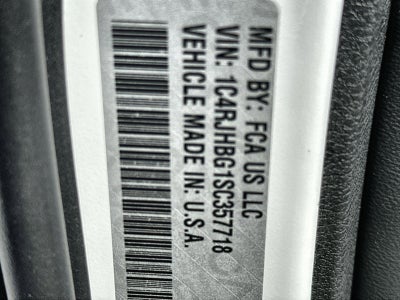 MFD BY: FCA US LLC
VIN: 1C4RJHBG1SC357718
VEHICLE MADE IN: U.S.A.